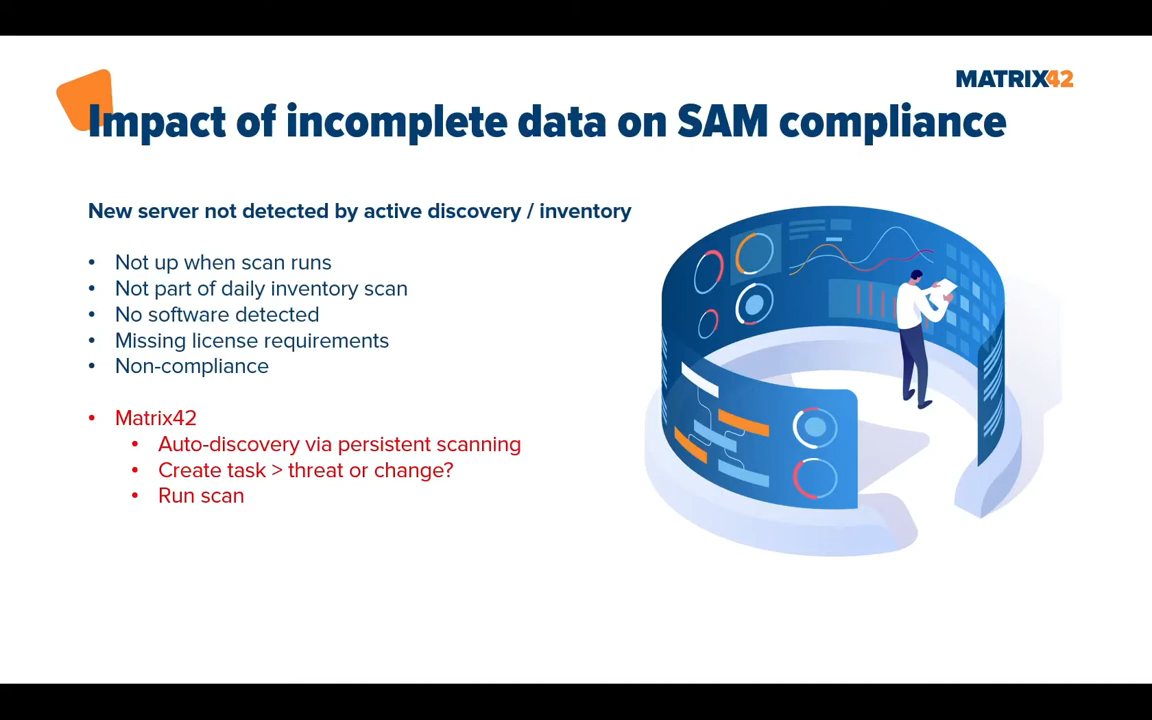 MATRIX42
Impact of incomplete data on SAM compliance
New server not detected by active discovery / inventory
• Not up when scan runs
• Not part of daily inventory scan
• No software detected
• Missing license requirements
• Non-compliance
• Matrix42
• Auto-discovery via persistent scanning
• Create task > threat or change?
• Run scan